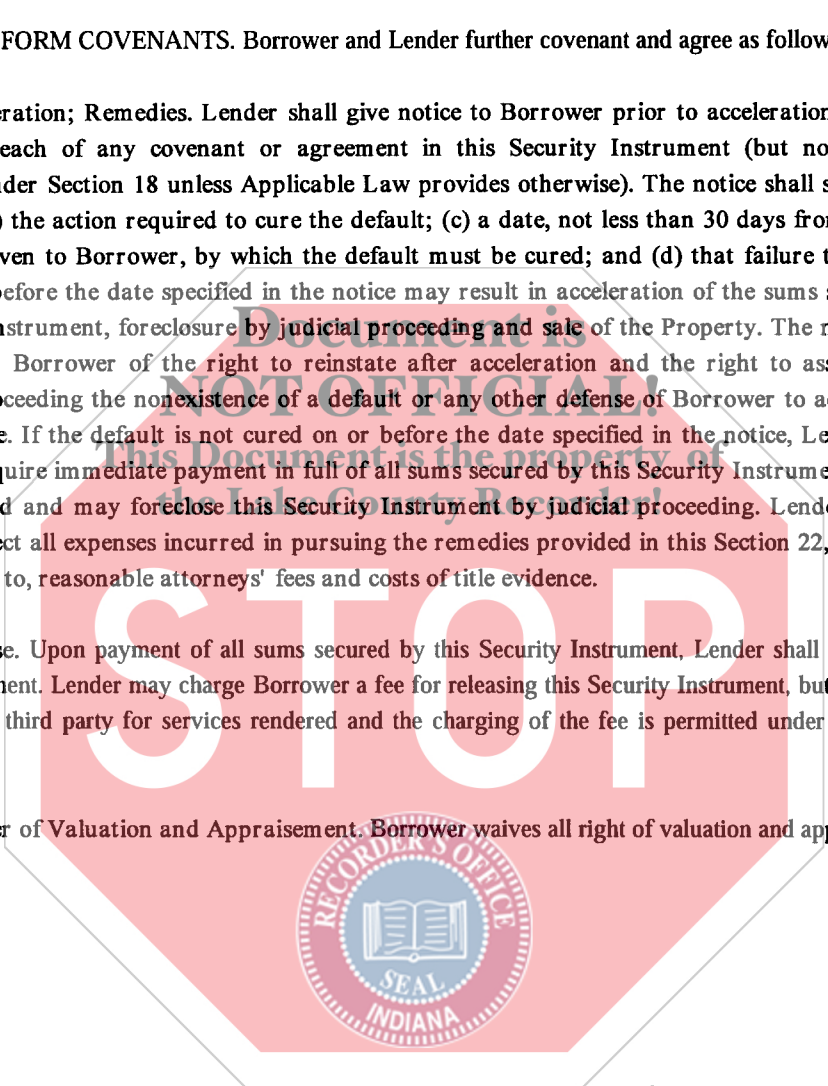 FORM COVENANTS. Borrower and Lender further covenant and agree as follow
eration; Remedies. Lender shall give notice to Borrower prior to acceleration
each of any covenant or agreement in this Security Instrument (but no
der Section 18 unless Applicable Law provides otherwise). The notice shall s
) the action required to cure the default; (c) a date, not less than 30 days from
ven to Borrower, by which the default must be cured; and (d) that failure t
before the date specified in the notice may result in acceleration of the sums s
Document is
nstrument, foreclosure by judicial proceeding and sale of the Property. The n
Borrower of the right to reinstate after acceleration and the right to ass
NOT OFFICIAL!
ceeding the nonexistence of a default or any other defense of Borrower to a
e. If the default is not cured on or before the date specified in the notice, Le
This Document is the property of
quire immediate payment in full of all sums secured by this Security Instrume
the Lake County Recorder!
d and may foreclose this Security Instrument by judicial proceeding. Lende
ect all expenses incurred in pursuing the remedies provided in this Section 22,
to, reasonable attorneys' fees and costs of title evidence.
STOP
se. Upon payment of all sums secured by this Security Instrument, Lender shall
nent. Lender may charge Borrower a fee for releasing this Security Instrument, but
third party for services rendered and the charging of the fee is permitted under
er of Valuation and Appraisement. Borrower waives all right of valuation and app
RECORDER'S OFFICE
SEAL
INDIANA